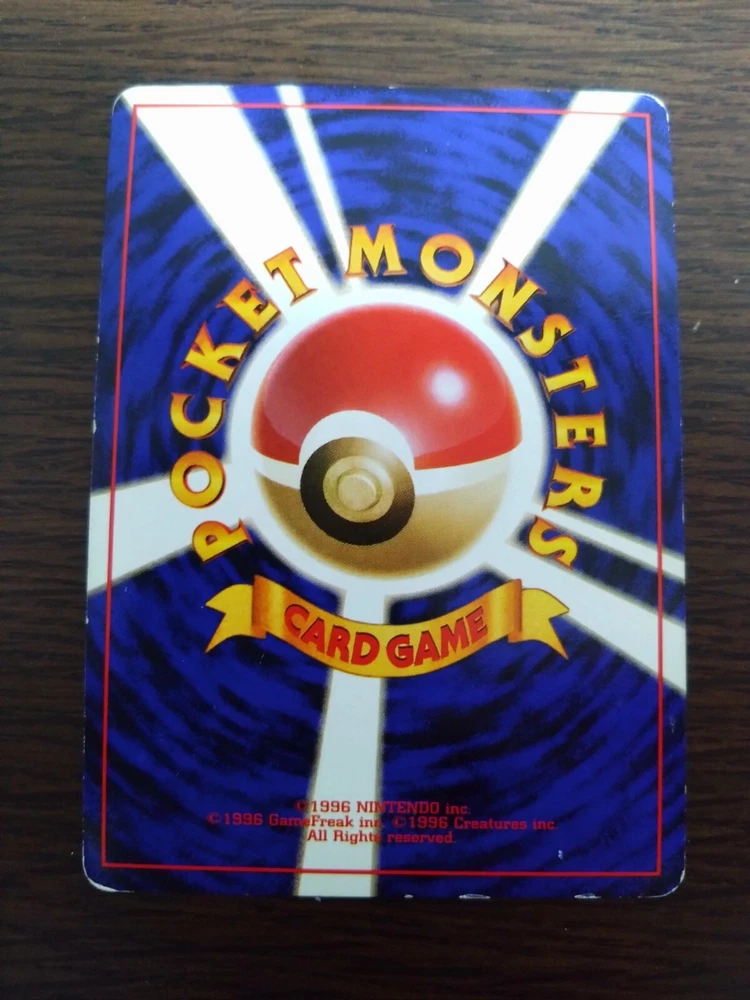 POCKET MONSTERS
CARD GAME
©1996 NINTENDO inc.
©1996 GameFreak inc. ©1996 Creatures inc.
All Rights reserved.